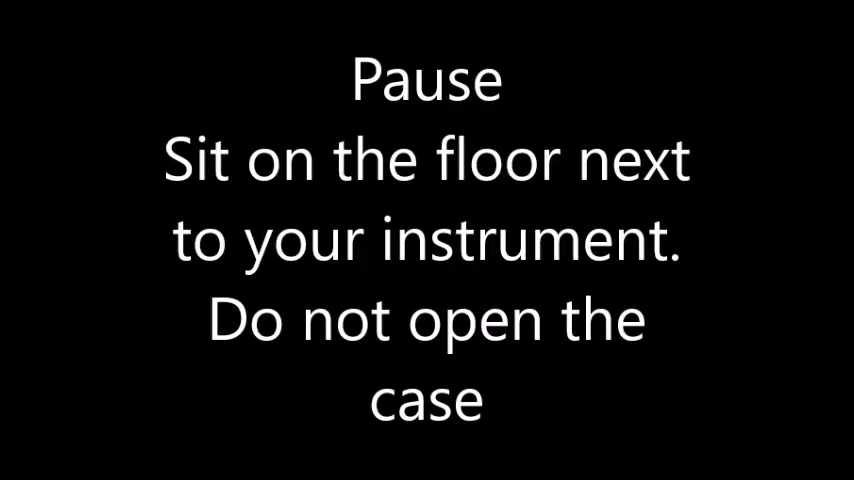 Pause
Sit on the floor next
to your instrument.
Do not open the
case